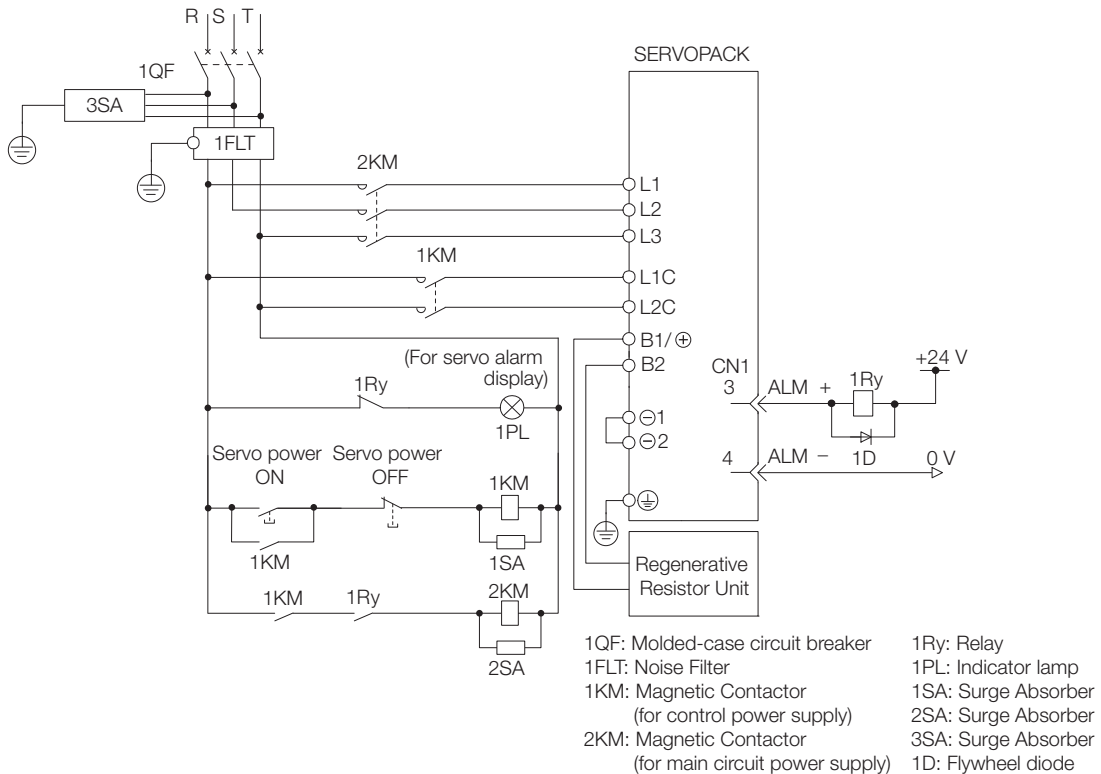 R S T
1QF
SERVOPACK
3SA
1FLT
2KM
L1
L2
L3
1KM
L1C
L2C
B1/⊕
B2
(For servo alarm
display)
CN1
+24 V
1Ry
1PL
3
ALM +
1Ry
⊖1
⊖2
1D
4
ALM −
0 V
Servo power
ON
Servo power
OFF
1KM
1KM
1SA
1KM
1Ry
2KM
2SA
Regenerative
Resistor Unit
1QF: Molded-case circuit breaker
1FLT: Noise Filter
1KM: Magnetic Contactor
(for control power supply)
2KM: Magnetic Contactor
(for main circuit power supply)
1Ry: Relay
1PL: Indicator lamp
1SA: Surge Absorber
2SA: Surge Absorber
3SA: Surge Absorber
1D: Flywheel diode